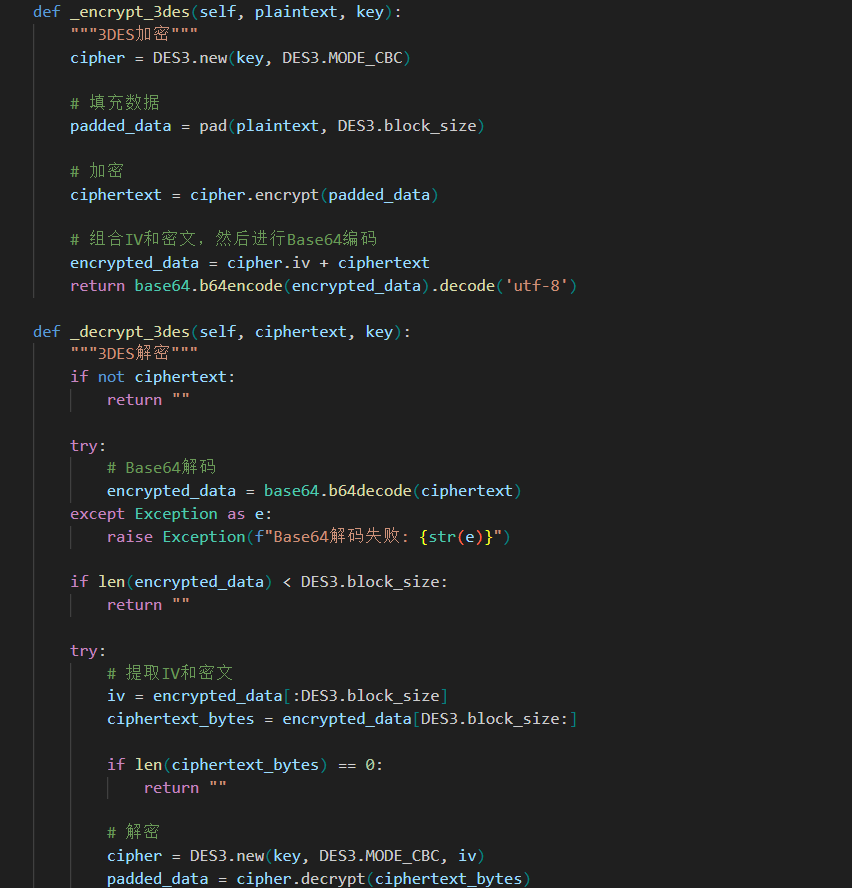 def _encrypt_3des(self, plaintext, key):
"""3DES加密"""
cipher = DES3.new(key, DES3.MODE_CBC)
# 填充数据
padded_data = pad(plaintext, DES3.block_size)
# 加密
ciphertext = cipher.encrypt(padded_data)
# 组合IV和密文，然后进行Base64编码
encrypted_data = cipher.iv + ciphertext
return base64.b64encode(encrypted_data).decode('utf-8')
def _decrypt_3des(self, ciphertext, key):
"""3DES解密"""
if not ciphertext:
return ""
try:
# Base64解码
encrypted_data = base64.b64decode(ciphertext)
except Exception as e:
raise Exception(f"Base64解码失败: {str(e)}")
if len(encrypted_data) < DES3.block_size:
return ""
try:
# 提取IV和密文
iv = encrypted_data[:DES3.block_size]
ciphertext_bytes = encrypted_data[DES3.block_size:]
if len(ciphertext_bytes) == 0:
return ""
# 解密
cipher = DES3.new(key, DES3.MODE_CBC, iv)
padded_data = cipher.decrypt(ciphertext_bytes)